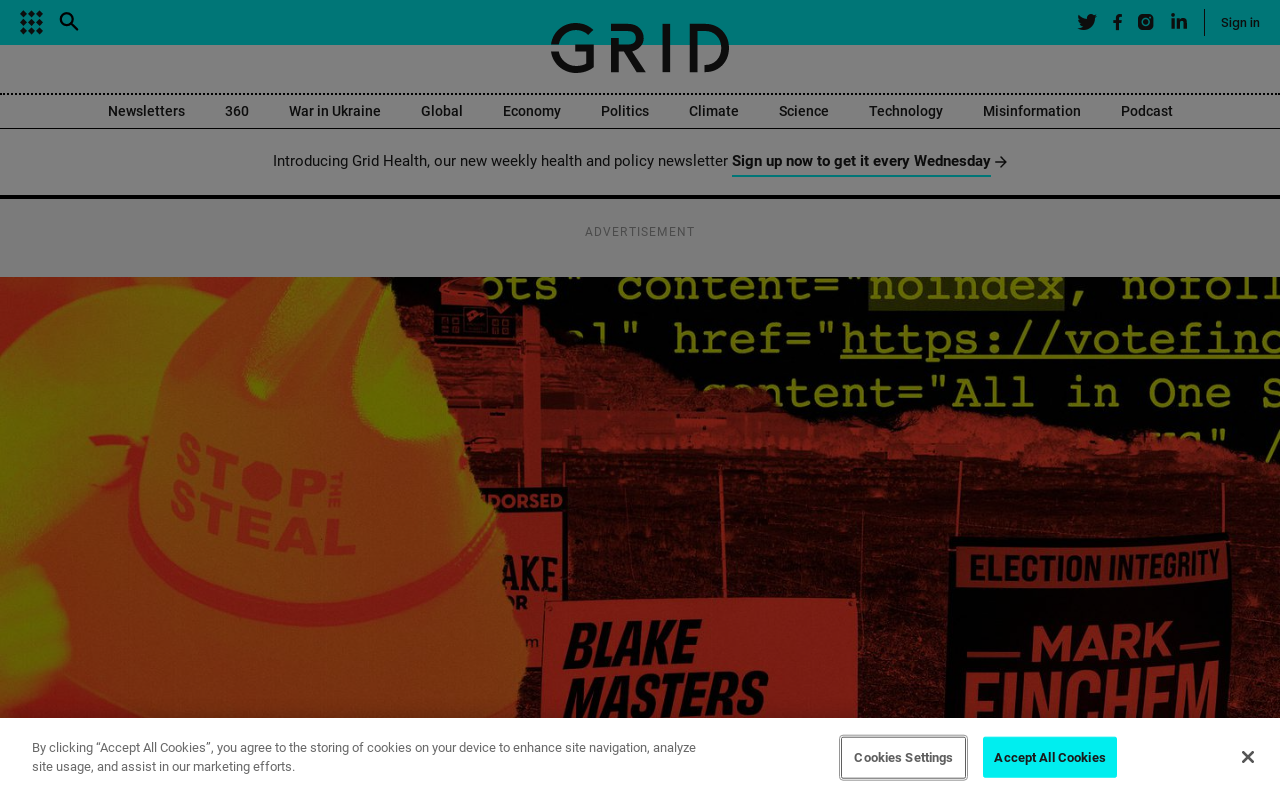 GRID
Sign in
Newsletters 360 War in Ukraine Global Economy Politics Climate Science Technology Misinformation Podcast
Introducing Grid Health, our new weekly health and policy newsletter Sign up now to get it every Wednesday
ADVERTISEMENT
content="noindex, nofoll
" href="https://votefinc
content="All in One S
STOP THE STEAL
ELECTION INTEGRITY
BLAKE
MASTERS
MARK
FINCHEM
By clicking “Accept All Cookies”, you agree to the storing of cookies on your device to enhance site navigation, analyze
site usage, and assist in our marketing efforts.
Cookies Settings
Accept All Cookies